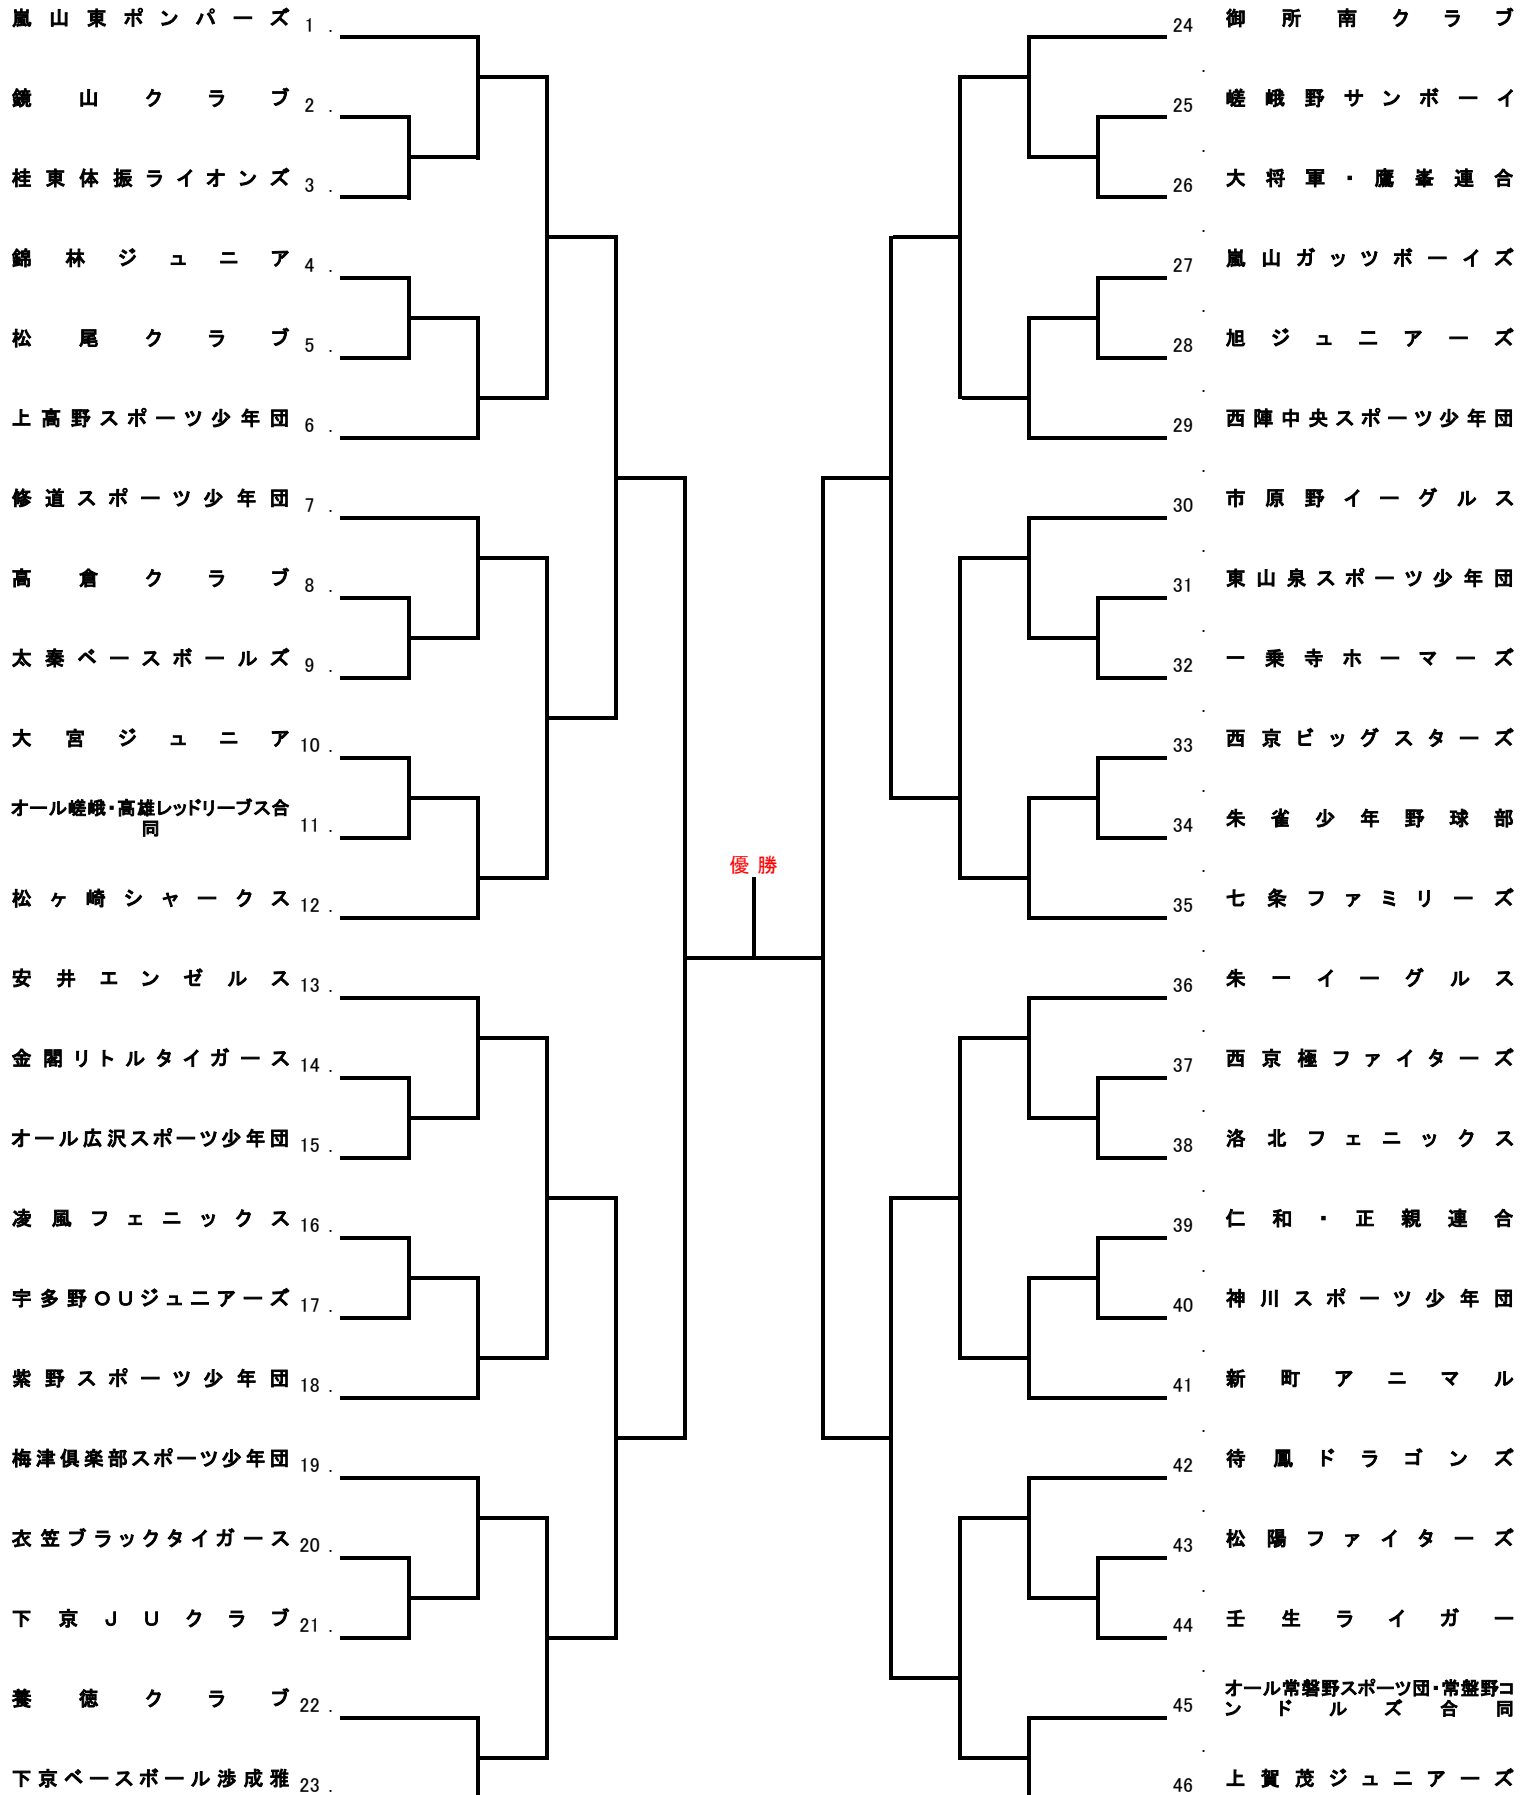 嵐山東ポンパーズ 1 .
鏡山クラブ 2 .
桂東体振ライオンズ 3 .
錦林ジュニア 4 .
松尾クラブ 5 .
上高野スポーツ少年団 6 .
修道スポーツ少年団 7 .
高倉クラブ 8 .
太秦ベースボールズ 9 .
大宮ジュニア 10 .
オール嵯峨・高雄レッドリーブス合
同 11 .
松ヶ崎シャークス 12 .
安井エンゼルス 13 .
金閣リトルタイガース 14 .
オール広沢スポーツ少年団 15 .
凌風フェニックス 16 .
宇多野OUジュニアーズ 17 .
紫野スポーツ少年団 18 .
梅津倶楽部スポーツ少年団 19 .
衣笠ブラックタイガース 20 .
下京JUクラブ 21 .
養徳クラブ 22 .
下京ベースボール渉成雅 23 .
優勝
24 . 御所南クラブ
25 . 嵯峨野サンボーイ
26 . 大将軍・鷹峯連合
27 . 嵐山ガッツボーイズ
28 . 旭ジュニアーズ
29 . 西陣中央スポーツ少年団
30 . 市原野イーグルス
31 . 東山泉スポーツ少年団
32 . 一乗寺ホーマーズ
33 . 西京ビッグスターズ
34 . 朱雀少年野球部
35 . 七条ファミリーズ
36 . 朱一イーグルス
37 . 西京極ファイターズ
38 . 洛北フェニックス
39 . 仁和・正親連合
40 . 神川スポーツ少年団
41 . 新町アニマル
42 . 待鳳ドラゴンズ
43 . 松陽ファイターズ
44 . 壬生ライガー
45 . オール常磐野スポーツ団・常盤野コ
ンドルズ合同
46 上賀茂ジュニアーズ